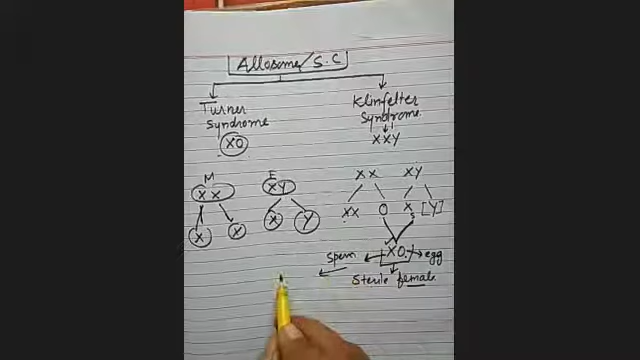 Allosome/S.C
Turner
Syndrome
XO
Klinfelter
Syndrome
XXY
M
XX
X X
F
XY
X Y
XX XY
XX O X [Y]
Sperm XO egg
Sterile female